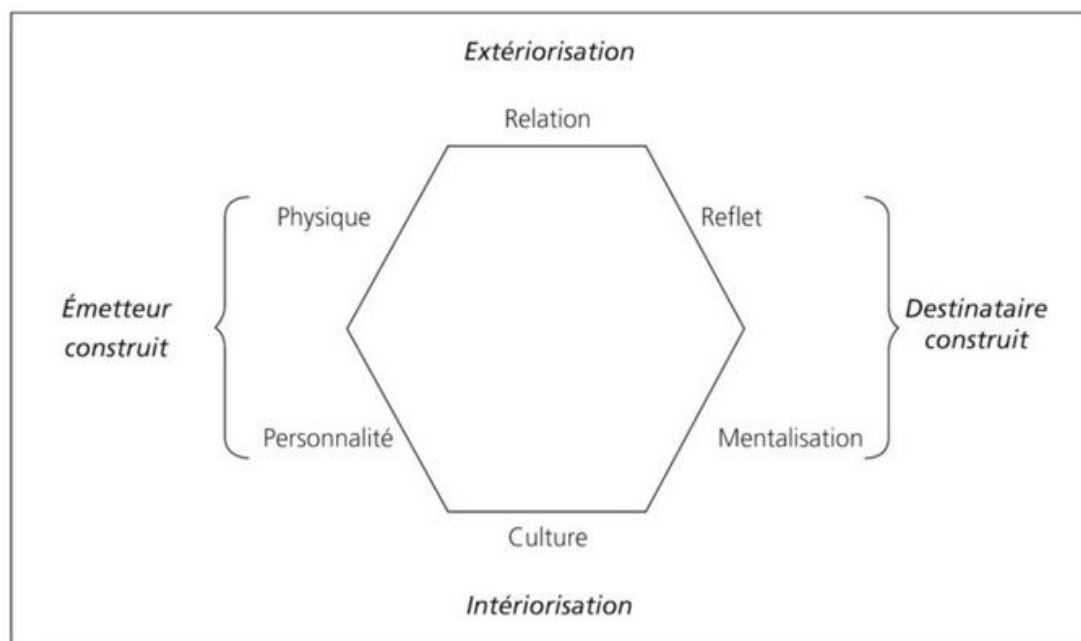 Extériorisation
Relation
Physique
Reflet
Émetteur
construit
Destinataire
construit
Personnalité
Mentalisation
Culture
Intériorisation